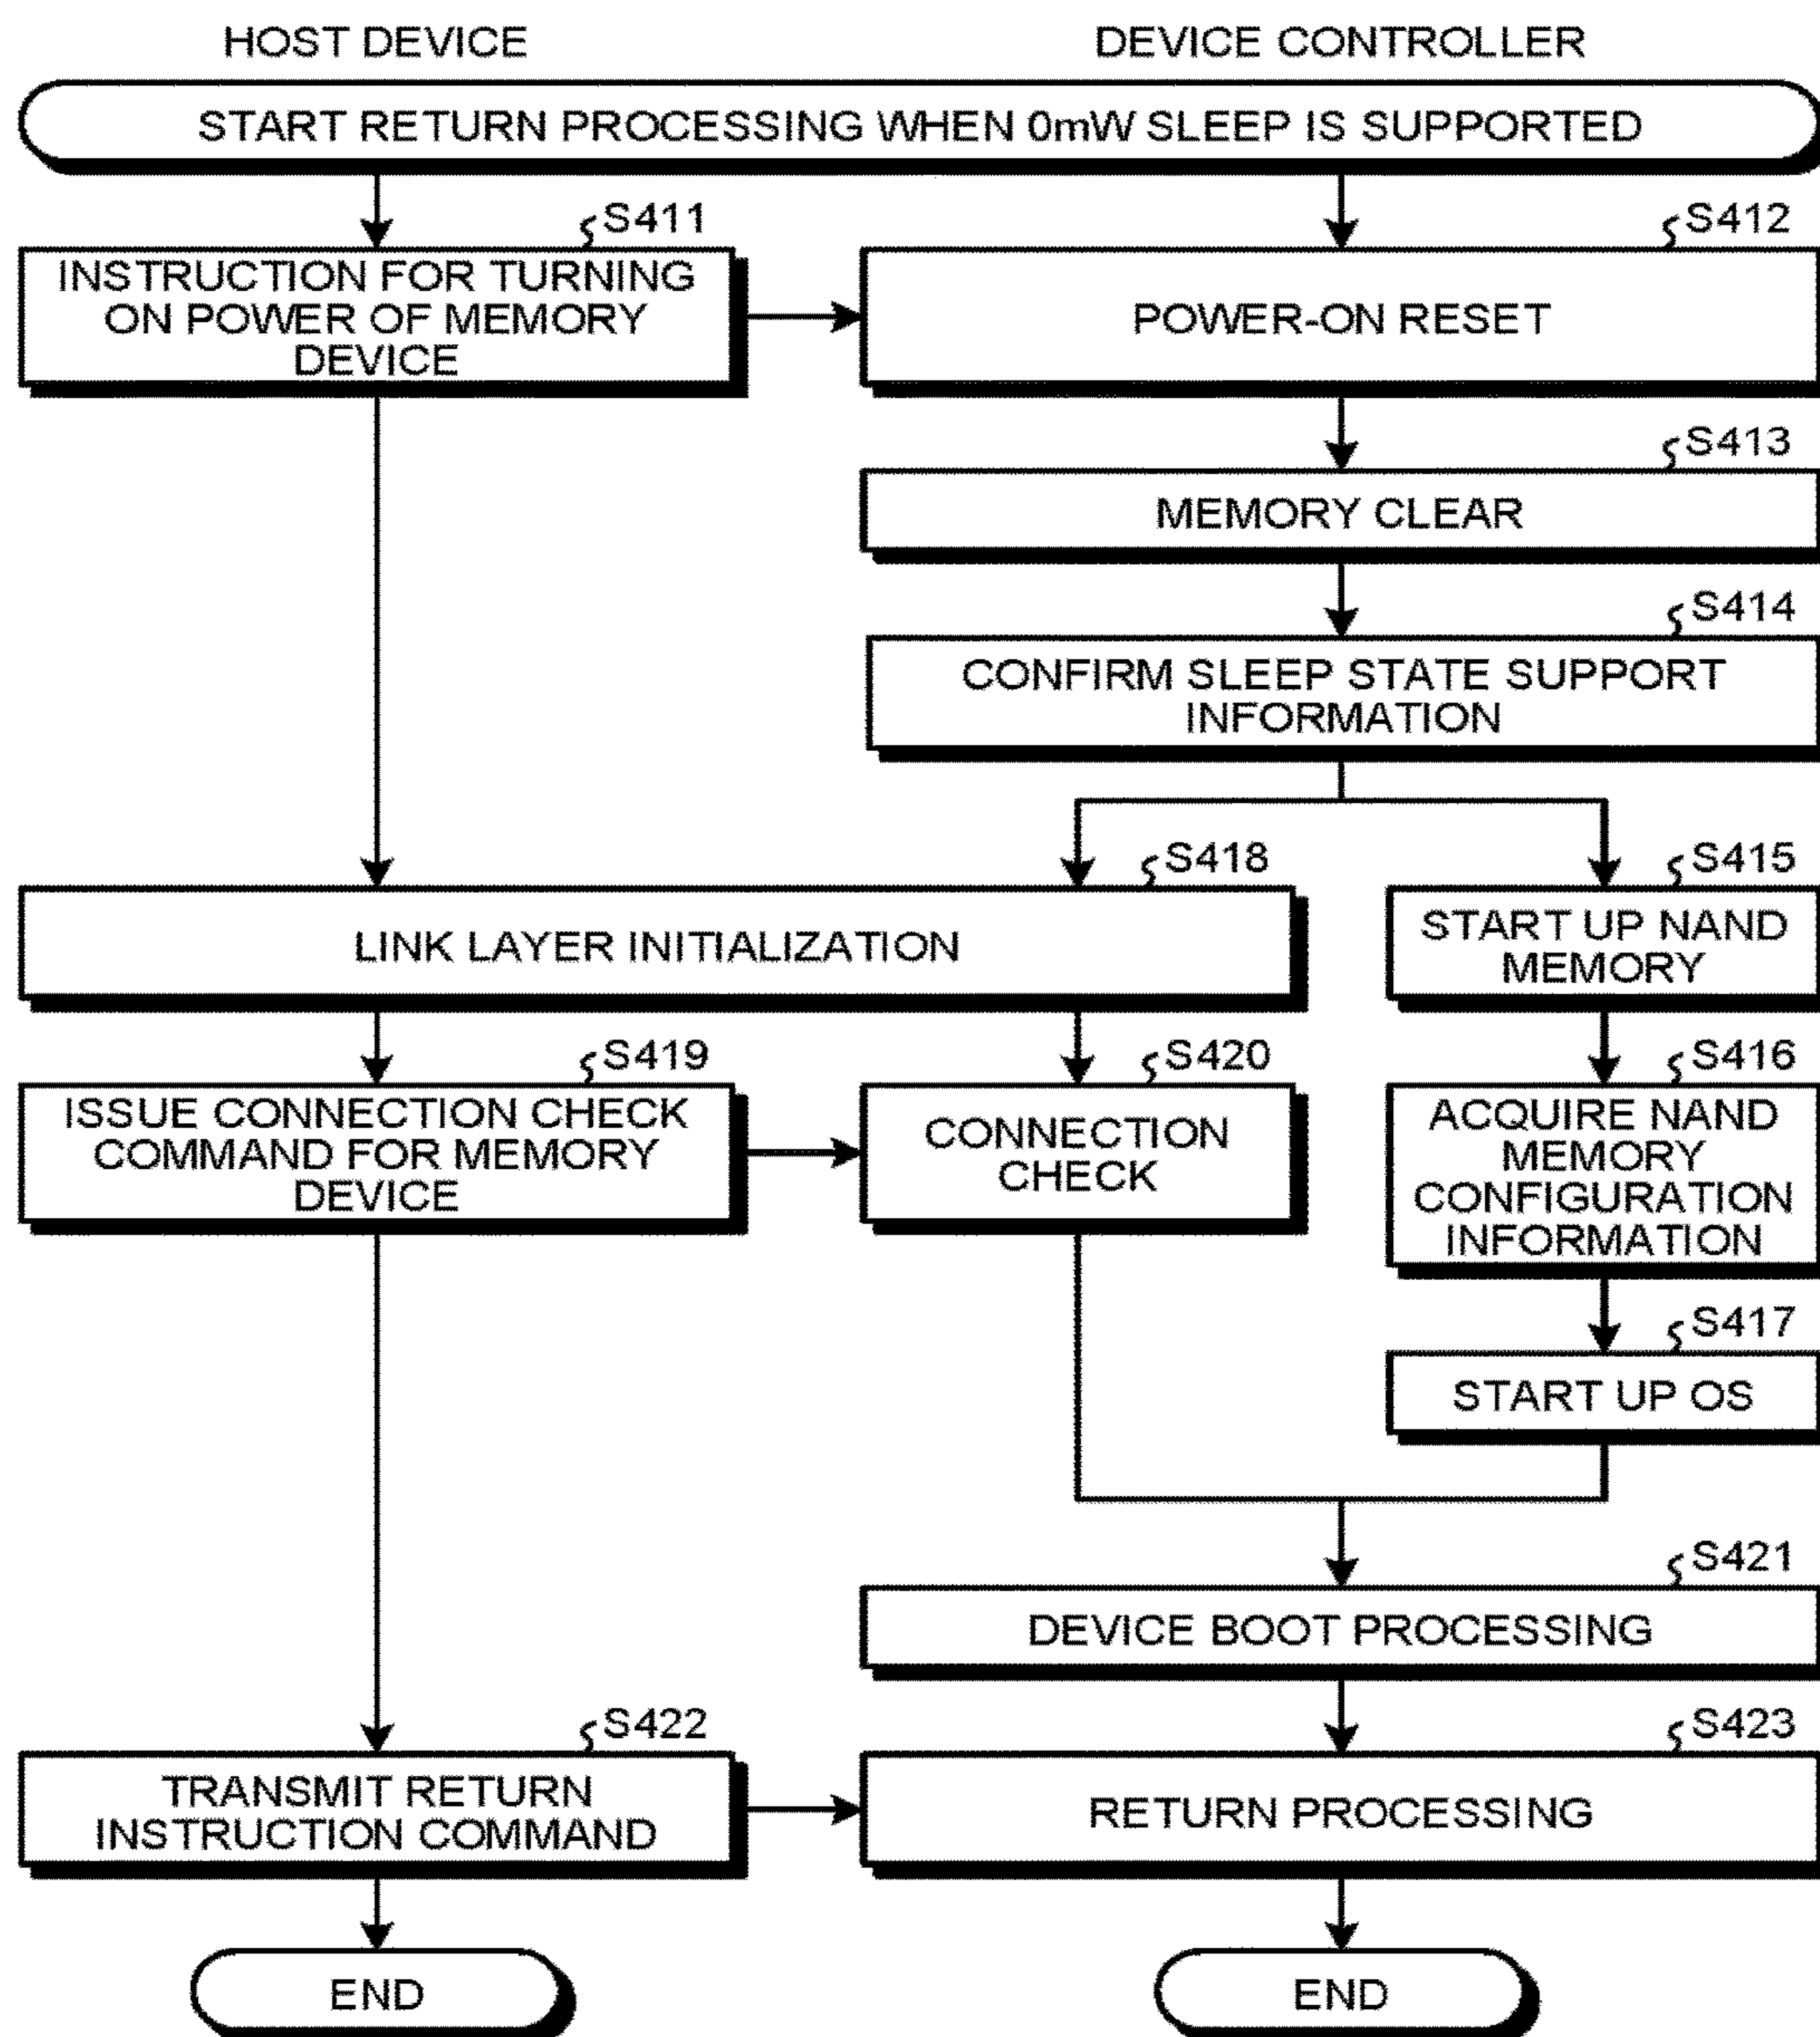 HOST DEVICE
DEVICE CONTROLLER
START RETURN PROCESSING WHEN 0mW SLEEP IS SUPPORTED
S411
INSTRUCTION FOR TURNING
ON POWER OF MEMORY
DEVICE
S412
POWER-ON RESET
S413
MEMORY CLEAR
S414
CONFIRM SLEEP STATE SUPPORT
INFORMATION
S418
LINK LAYER INITIALIZATION
S415
START UP NAND
MEMORY
S419
ISSUE CONNECTION CHECK
COMMAND FOR MEMORY
DEVICE
S420
CONNECTION
CHECK
S416
ACQUIRE NAND
MEMORY
CONFIGURATION
INFORMATION
S417
START UP OS
S421
DEVICE BOOT PROCESSING
S422
TRANSMIT RETURN
INSTRUCTION COMMAND
S423
RETURN PROCESSING
END
END